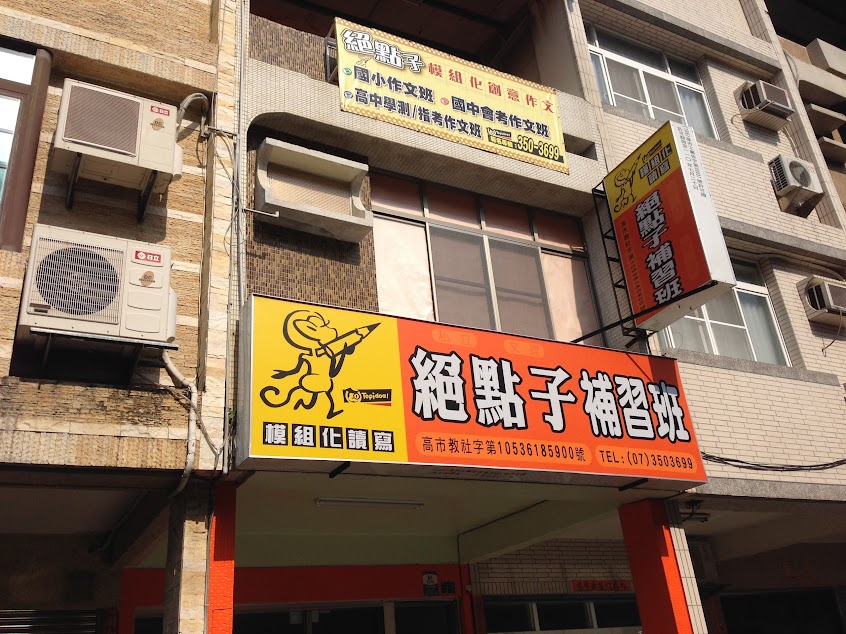 絕點子 模組化創意作文
國小作文班 國中會考作文班
高中學測/指考作文班
350-3699
模組化
讀寫
絕點子補習班
日立
Topidea!
模組化讀寫
絕點子 補習班
高市教社字第10536185900號
TEL:(07)3503699